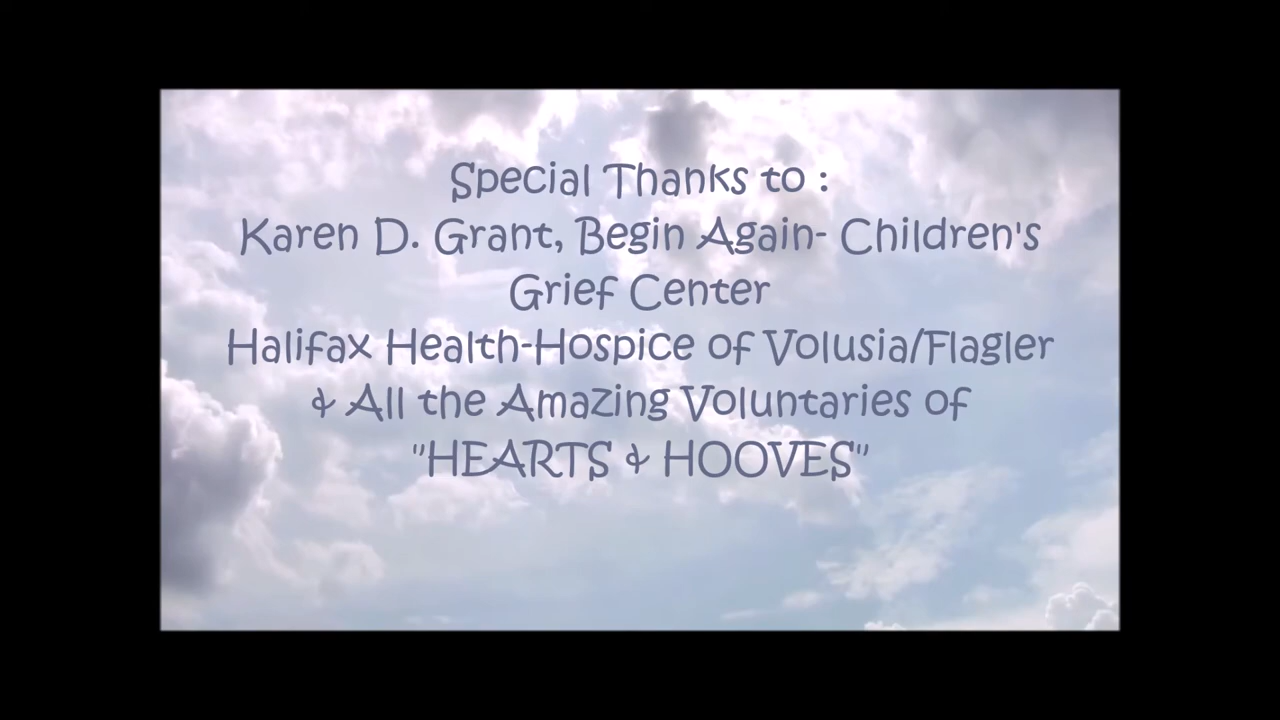 Special Thanks to :
Karen D. Grant, Begin Again- Children's
Grief Center
Halifax Health-Hospice of Volusia/Flagler
& All the Amazing Voluntaries of
"HEARTS & HOOVES"